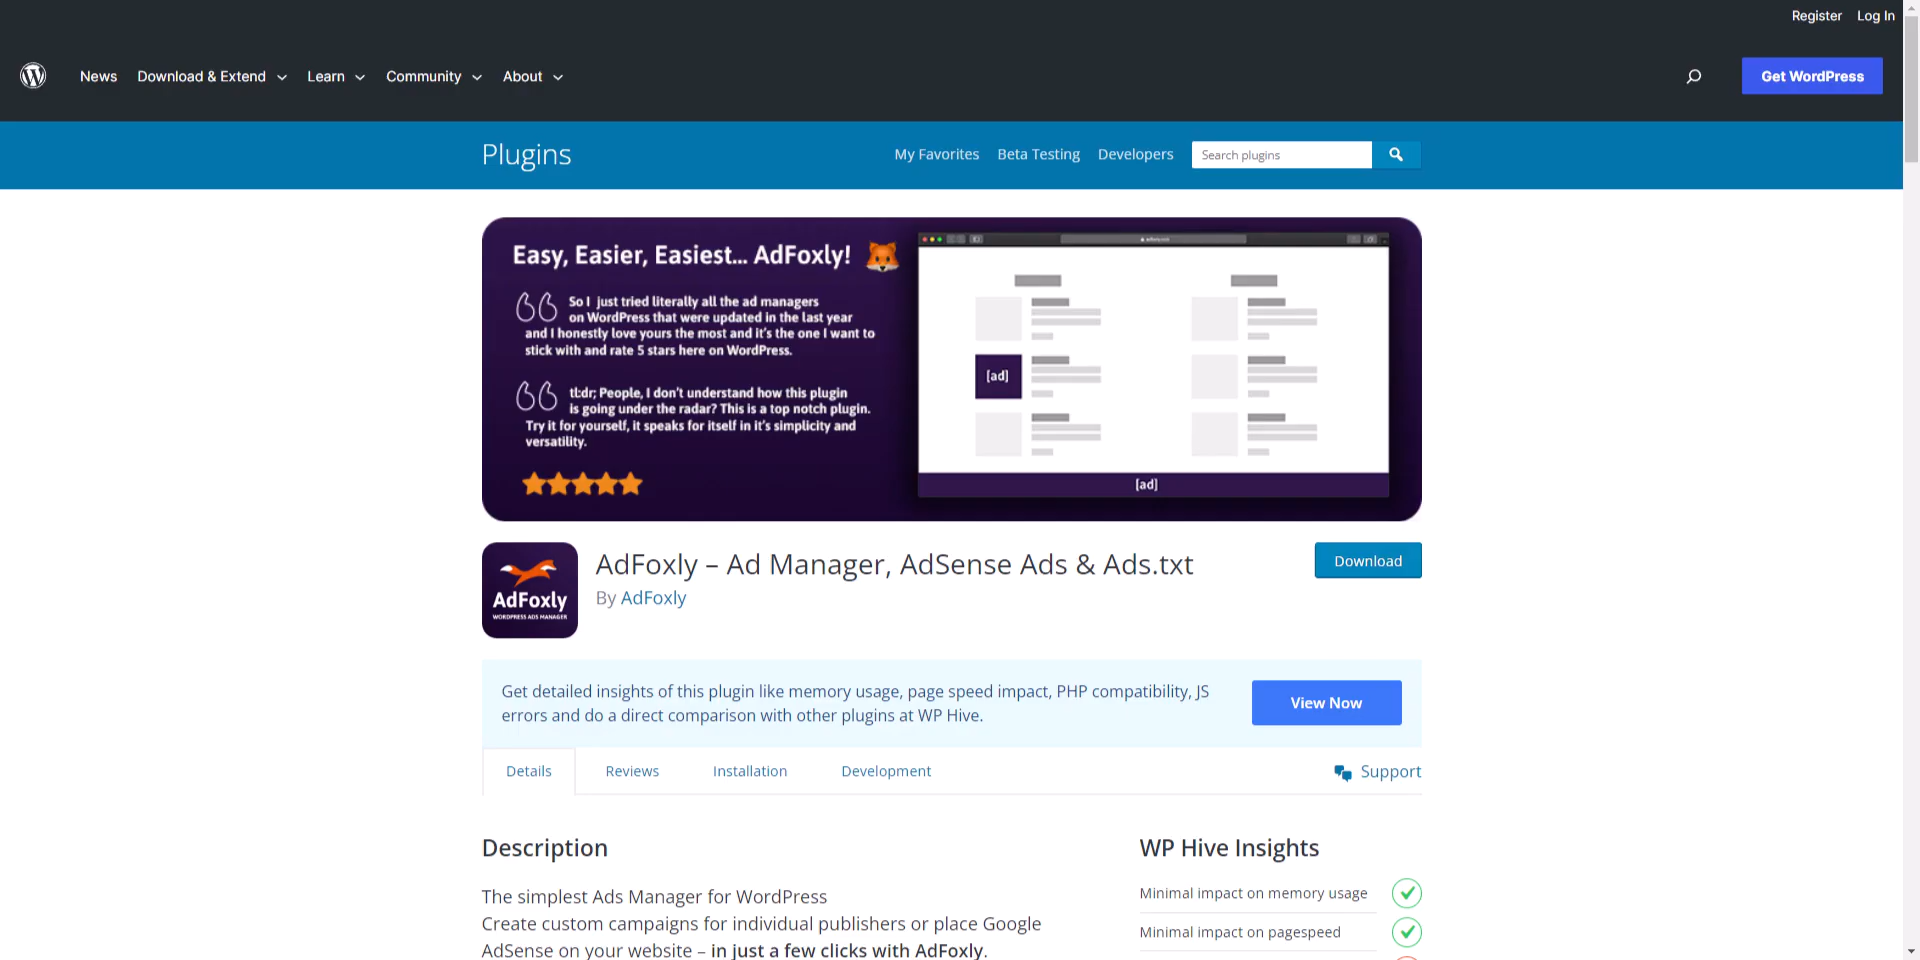 Register Log In
News Download & Extend Learn Community About Get WordPress
Plugins My Favorites Beta Testing Developers Search plugins
Easy, Easier, Easiest... AdFoxly!
So I just tried literally all the ad managers
on WordPress that were updated in the last year
and I honestly love yours the most and it's the one I want to
stick with and rate 5 stars here on WordPress.
tl:dr; People, I don't understand how this plugin
is going under the radar? This is a top notch plugin.
Try it for yourself, it speaks for itself in it's simplicity and
versatility.
[ad]
[ad]
AdFoxly
WORDPRESS ADS MANAGER
AdFoxly – Ad Manager, AdSense Ads & Ads.txt
By AdFoxly
Download
Get detailed insights of this plugin like memory usage, page speed impact, PHP compatibility, JS
errors and do a direct comparison with other plugins at WP Hive.
View Now
Details Reviews Installation Development Support
Description
The simplest Ads Manager for WordPress
Create custom campaigns for individual publishers or place Google
AdSense on your website – in just a few clicks with AdFoxly.
WP Hive Insights
Minimal impact on memory usage
Minimal impact on pagespeed